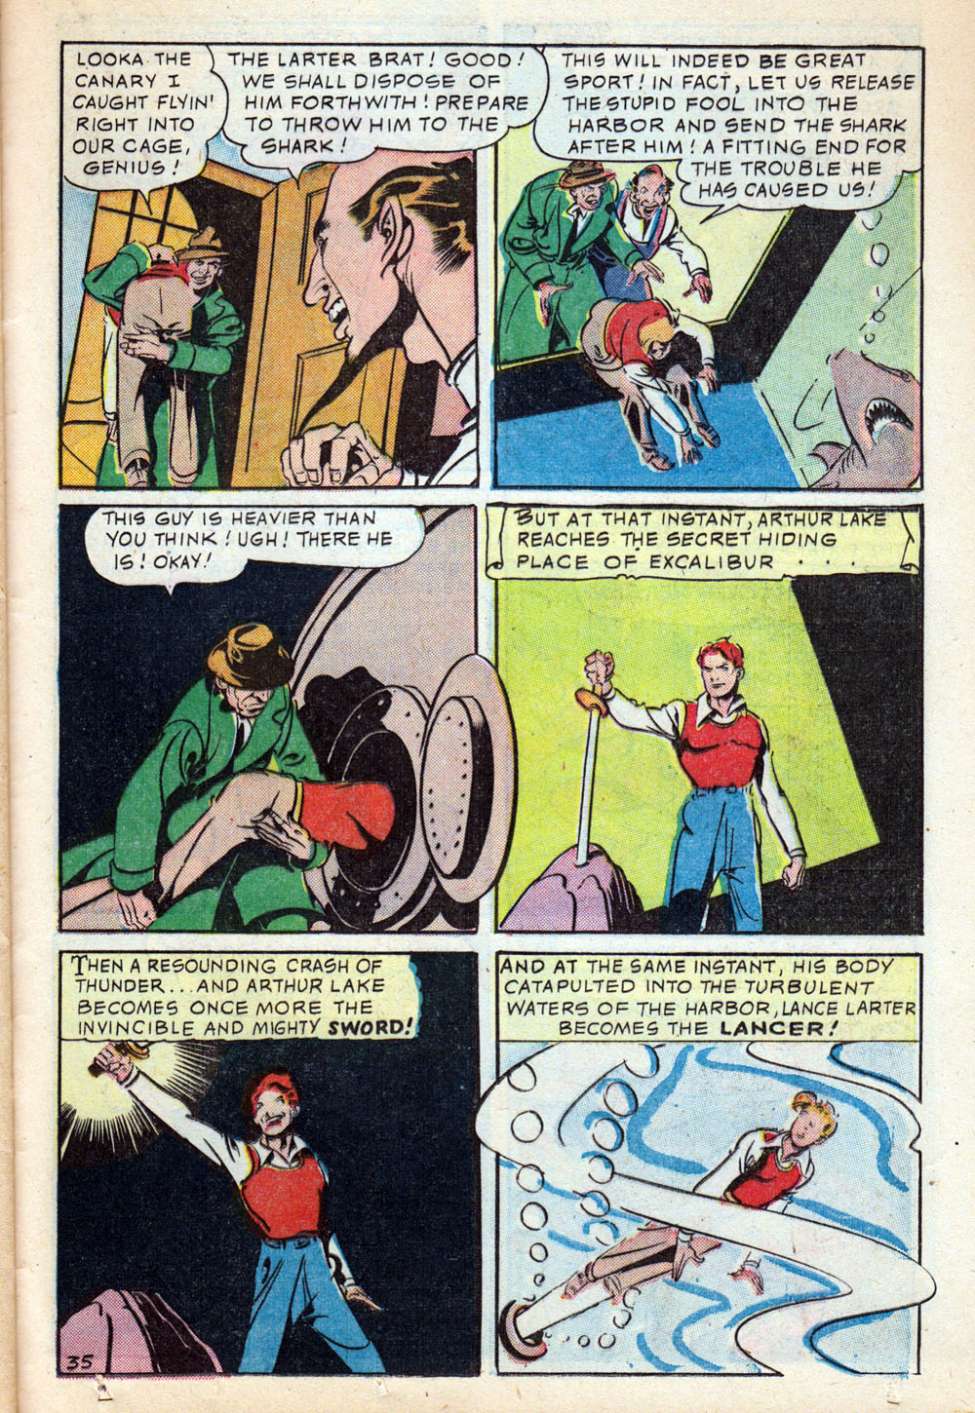 LOOKA THE
CANARY I
CAUGHT FLYIN'
RIGHT INTO
OUR CAGE,
GENIUS!
THE LARTER BRAT! GOOD!
WE SHALL DISPOSE OF
HIM FORTHWITH! PREPARE
TO THROW HIM TO THE
SHARK!
THIS WILL INDEED BE GREAT
SPORT! IN FACT, LET US RELEASE
THE STUPID FOOL INTO THE
HARBOR AND SEND THE SHARK
AFTER HIM! A FITTING END FOR
THE TROUBLE HE
HAS CAUSED US!
THIS GUY IS HEAVIER THAN
YOU THINK! UGH! THERE HE
IS! OKAY!
BUT AT THAT INSTANT, ARTHUR LAKE
REACHES THE SECRET HIDING
PLACE OF EXCALIBUR . . . .
THEN A RESOUNDING CRASH OF
THUNDER... AND ARTHUR LAKE
BECOMES ONCE MORE THE
INVINCIBLE AND MIGHTY SWORD!
35
AND AT THE SAME INSTANT, HIS BODY
CATAPULTED INTO THE TURBULENT
WATERS OF THE HARBOR, LANCE LARTER
BECOMES THE LANCER!